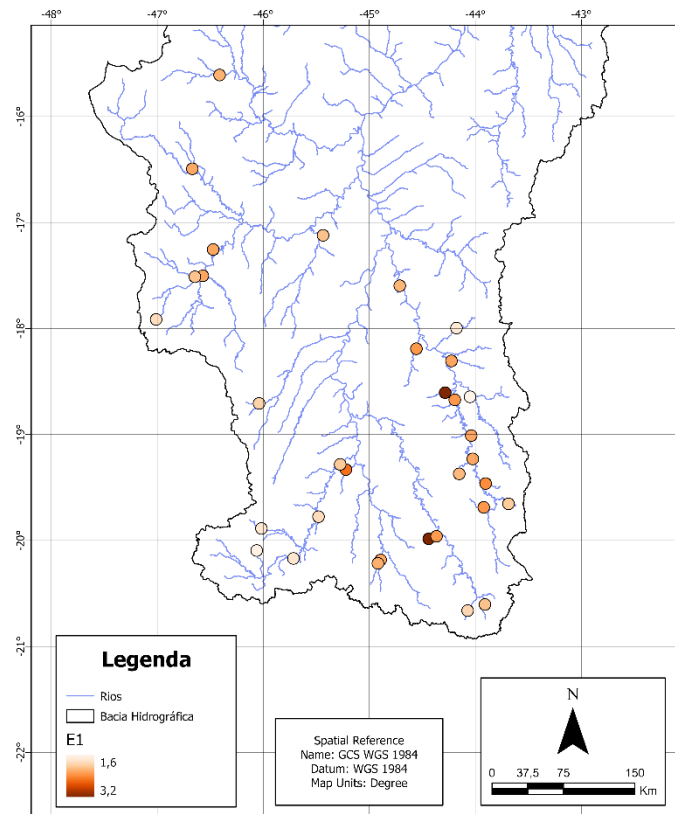 -47° -46° -45° -44° -43°
-16°
-17°
-18°
-19°
-20°
-21°
-22°
Legenda
Rios
Bacia Hidrográfica
E1
1,6
3,2
Spatial Reference
Name: GCS WGS 1984
Datum: WGS 1984
Map Units: Degree
N
0 37,5 75 150
Km